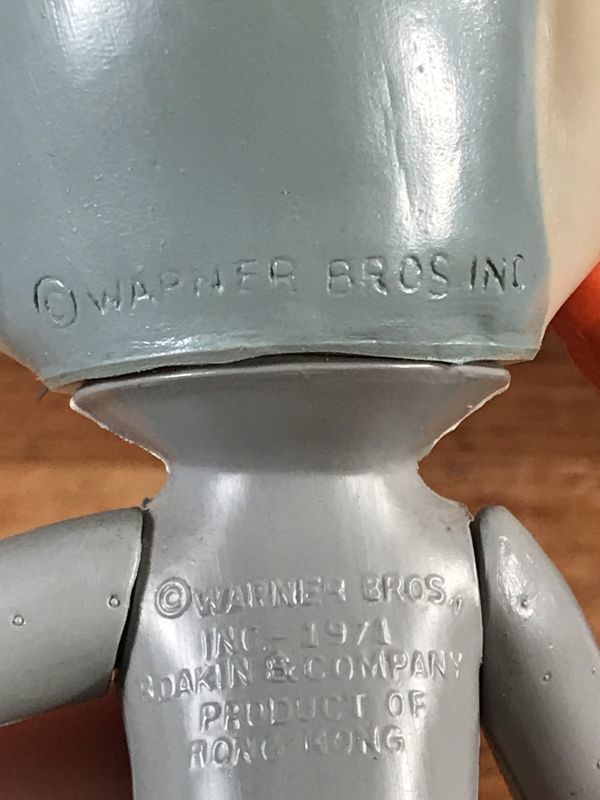 © WARNER BROS. INC
© WARNER BROS.,
INC. - 1971
R. DAKIN & COMPANY
PRODUCT OF
HONG KONG